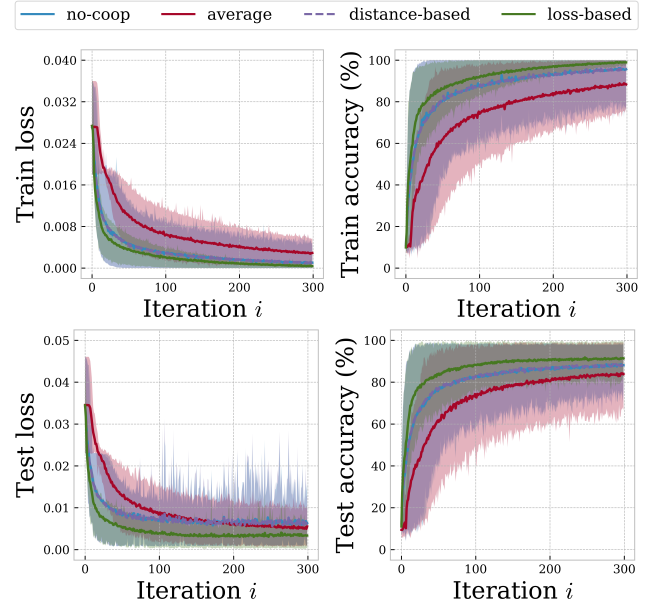 no-coop average distance-based loss-based
Train loss
0.040
0.032
0.024
0.016
0.008
0.000
0 100 200 300
Iteration i
Train accuracy (%)
100
80
60
40
20
0
0 100 200 300
Iteration i
Test loss
0.05
0.04
0.03
0.02
0.01
0.00
0 100 200 300
Iteration i
Test accuracy (%)
100
80
60
40
20
0
0 100 200 300
Iteration i